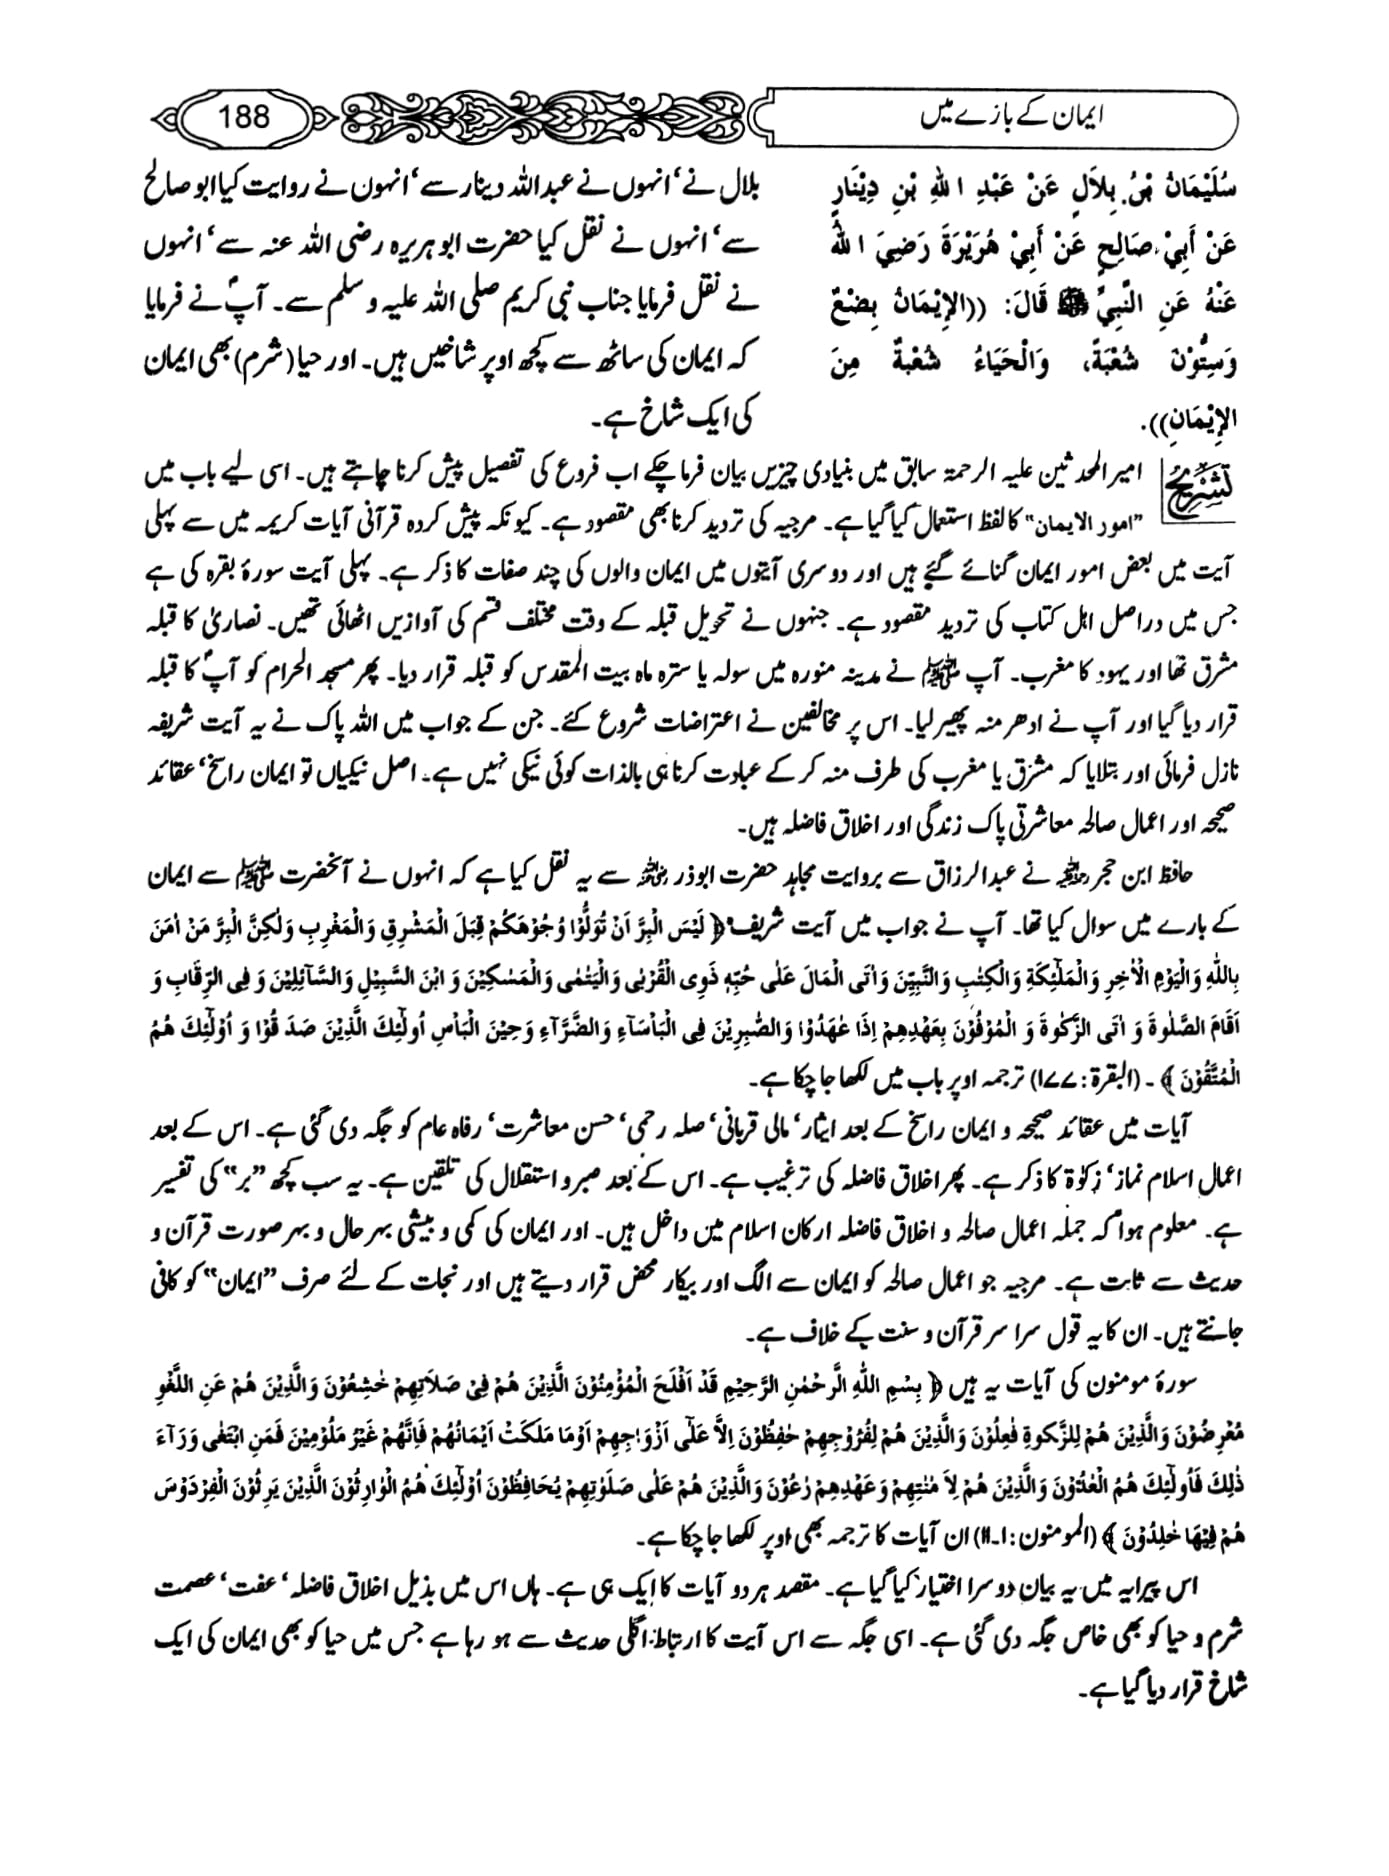 ایمان کے بارے میں
188
سُلَيْمَانُ بْنُ بِلاَلٍ عَنْ عَبْدِ اللهِ بْنِ دِيْنَارٍ
عَنْ أَبِيْ صَالِحٍ عَنْ أَبِيْ هُرَيْرَةَ رَضِيَ اللهُ
عَنْهُ عَنِ النَّبِيِّ ﷺ قَالَ: ((الإِيْمَانُ بِضْعٌ
وَسِتُّوْنَ شُعْبَةً، وَالْحَيَاءُ شُعْبَةٌ مِنَ
الإِيْمَانِ)).
بلال نے‘ انہوں نے عبداللہ دینار سے‘ انہوں نے روایت کیا ابو صالح
سے‘ انہوں نے نقل کیا حضرت ابو ہریرہ رضی اللہ عنہ سے‘ انہوں
نے نقل فرمایا جناب نبی کریم صلی اللہ علیہ و سلم سے۔ آپؐ نے فرمایا
کہ ایمان کی ساٹھ سے کچھ اوپر شاخیں ہیں۔ اور حیا (شرم) بھی ایمان
کی ایک شاخ ہے۔
تشریح امیر المحدثین علیہ الرحمۃ سابق میں بنیادی چیزیں بیان فرما چکے اب فروع کی تفصیل پیش کرنا چاہتے ہیں۔ اسی لیے باب میں
”امور الایمان“ کا لفظ استعمال کیا گیا ہے۔ مرجیہ کی تردید کرنا بھی مقصود ہے۔ کیونکہ پیش کردہ قرآنی آیات کریمہ میں سے پہلی
آیت میں بعض امور ایمان گنائے گئے ہیں اور دوسری آیتوں میں ایمان والوں کی چند صفات کا ذکر ہے۔ پہلی آیت سورۂ بقرہ کی ہے
جس میں دراصل اہل کتاب کی تردید مقصود ہے۔ جنہوں نے تحویل قبلہ کے وقت مختلف قسم کی آوازیں اٹھائی تھیں۔ نصاریٰ کا قبلہ
مشرق تھا اور یہود کا مغرب۔ آپ ﷺ نے مدینہ منورہ میں سولہ یا سترہ ماہ بیت المقدس کو قبلہ قرار دیا۔ پھر مسجد الحرام کو آپؐ کا قبلہ
قرار دیا گیا اور آپ نے ادھر منہ پھیر لیا۔ اس پر مخالفین نے اعتراضات شروع کئے۔ جن کے جواب میں اللہ پاک نے یہ آیت شریفہ
نازل فرمائی اور بتلایا کہ مشرق یا مغرب کی طرف منہ کر کے عبادت کرنا ہی بالذات کوئی نیکی نہیں ہے۔ اصل نیکیاں تو ایمان راسخ‘ عقائد
صحیحہ اور اعمال صالحہ معاشرتی پاک زندگی اور اخلاق فاضلہ ہیں۔
حافظ ابن حجر رحمہ اللہ نے عبدالرزاق سے بروایت مجاہد حضرت ابوذر رضی اللہ عنہ سے یہ نقل کیا ہے کہ انہوں نے آنحضرت ﷺ سے ایمان
کے بارے میں سوال کیا تھا۔ آپ نے جواب میں آیت شریفہ ﴿ لَيْسَ الْبِرَّ اَنْ تُوَلُّوْا وُجُوْهَكُمْ قِبَلَ الْمَشْرِقِ وَالْمَغْرِبِ وَلٰكِنَّ الْبِرَّ مَنْ اٰمَنَ
بِاللّٰهِ وَالْيَوْمِ الْاٰخِرِ وَالْمَلٰٓئِكَةِ وَالْكِتٰبِ وَالنَّبِيّٖنَ وَاٰتَى الْمَالَ عَلٰى حُبِّهٖ ذَوِى الْقُرْبٰى وَالْيَتٰمٰى وَالْمَسٰكِيْنَ وَ ابْنَ السَّبِيْلِ وَالسَّآئِلِيْنَ وَ فِى الرِّقَابِ وَ
اَقَامَ الصَّلٰوةَ وَ اٰتَى الزَّكٰوةَ وَ الْمُوْفُوْنَ بِعَهْدِهِمْ اِذَا عٰهَدُوْا وَالصّٰبِرِيْنَ فِى الْبَاْسَآءِ وَالضَّرَّآءِ وَحِيْنَ الْبَاْسِ اُولٰٓئِكَ الَّذِيْنَ صَدَقُوْا وَ اُولٰٓئِكَ هُمُ
الْمُتَّقُوْنَ ﴾۔ (البقرۃ: ۱۷۷) ترجمہ اوپر باب میں لکھا جا چکا ہے۔
آیات میں عقائد صحیحہ و ایمان راسخ کے بعد ایثار‘ مالی قربانی‘ صلہ رحمی‘ حسن معاشرت‘ رفاہ عام کو جگہ دی گئی ہے۔ اس کے بعد
اعمال اسلام نماز‘ زکوٰۃ کا ذکر ہے۔ پھر اخلاق فاضلہ کی ترغیب ہے۔ اس کے بعد صبر و استقلال کی تلقین ہے۔ یہ سب کچھ ”بر“ کی تفسیر
ہے۔ معلوم ہوا کہ جملہ اعمال صالحہ و اخلاق فاضلہ ارکان اسلام میں داخل ہیں۔ اور ایمان کی کمی و بیشی بہر حال و بہر صورت قرآن و
حدیث سے ثابت ہے۔ مرجیہ جو اعمال صالحہ کو ایمان سے الگ اور بیکار محض قرار دیتے ہیں اور نجات کے لئے صرف ”ایمان“ کو کافی
جانتے ہیں۔ ان کا یہ قول سراسر قرآن و سنت کے خلاف ہے۔
سورۂ مومنون کی آیات یہ ہیں ﴿ بِسْمِ اللّٰهِ الرَّحْمٰنِ الرَّحِيْمِ قَدْ اَفْلَحَ الْمُؤْمِنُوْنَ الَّذِيْنَ هُمْ فِىْ صَلَاتِهِمْ خٰشِعُوْنَ وَالَّذِيْنَ هُمْ عَنِ اللَّغْوِ
مُعْرِضُوْنَ وَالَّذِيْنَ هُمْ لِلزَّكٰوةِ فٰعِلُوْنَ وَالَّذِيْنَ هُمْ لِفُرُوْجِهِمْ حٰفِظُوْنَ اِلَّا عَلٰٓى اَزْوَاجِهِمْ اَوْمَا مَلَكَتْ اَيْمَانُهُمْ فَاِنَّهُمْ غَيْرُ مَلُوْمِيْنَ فَمَنِ ابْتَغٰى وَرَآءَ
ذٰلِكَ فَاُولٰٓئِكَ هُمُ الْعٰدُوْنَ وَالَّذِيْنَ هُمْ لِاَمٰنٰتِهِمْ وَعَهْدِهِمْ رٰعُوْنَ وَالَّذِيْنَ هُمْ عَلٰى صَلَوٰتِهِمْ يُحَافِظُوْنَ اُولٰٓئِكَ هُمُ الْوَارِثُوْنَ الَّذِيْنَ يَرِثُوْنَ الْفِرْدَوْسَ
هُمْ فِيْهَا خٰلِدُوْنَ ﴾ (المومنون: ۱۔۱۱) ان آیات کا ترجمہ بھی اوپر لکھا جا چکا ہے۔
اس پیرایہ میں یہ بیان دوسرا اختیار کیا گیا ہے۔ مقصد ہر دو آیات کا ایک ہی ہے۔ ہاں اس میں بذیل اخلاق فاضلہ‘ عفت‘ عصمت
شرم و حیا کو بھی خاص جگہ دی گئی ہے۔ اسی جگہ سے اس آیت کا ارتباط اگلی حدیث سے ہو رہا ہے جس میں حیا کو بھی ایمان کی ایک
شاخ قرار دیا گیا ہے۔